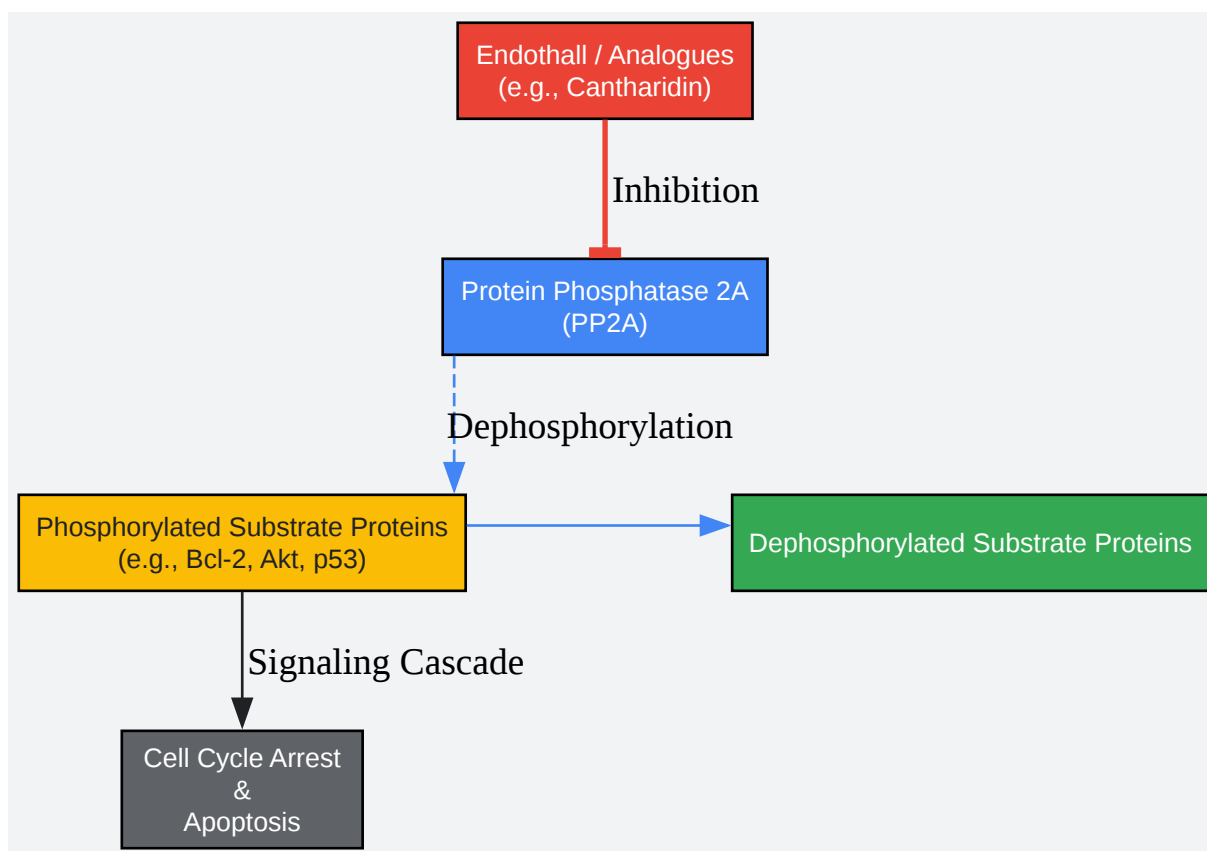 Endothall / Analogues
(e.g., Cantharidin)
Inhibition
Protein Phosphatase 2A
(PP2A)
Dephosphorylation
Phosphorylated Substrate Proteins
(e.g., Bcl-2, Akt, p53)
Dephosphorylated Substrate Proteins
Signaling Cascade
Cell Cycle Arrest
&
Apoptosis